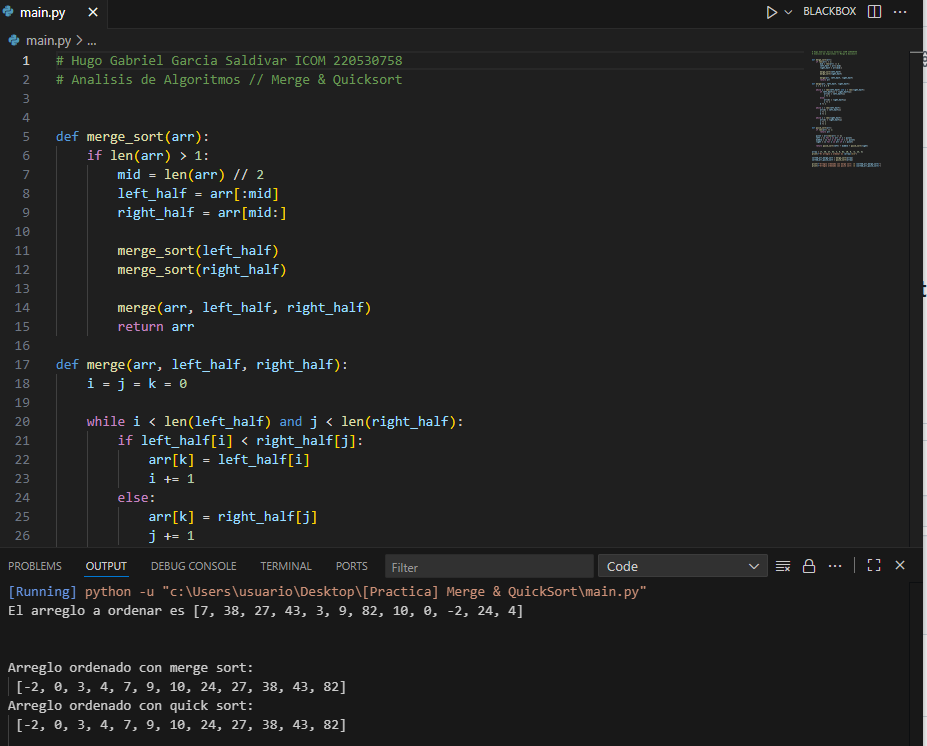 main.py ×
BLACKBOX ...
main.py > ...
1 # Hugo Gabriel Garcia Saldivar ICOM 220530758
2 # Analisis de Algoritmos // Merge & Quicksort
3
4
5 def merge_sort(arr):
6 if len(arr) > 1:
7 mid = len(arr) // 2
8 left_half = arr[:mid]
9 right_half = arr[mid:]
10
11 merge_sort(left_half)
12 merge_sort(right_half)
13
14 merge(arr, left_half, right_half)
15 return arr
16
17 def merge(arr, left_half, right_half):
18 i = j = k = 0
19
20 while i < len(left_half) and j < len(right_half):
21 if left_half[i] < right_half[j]:
22 arr[k] = left_half[i]
23 i += 1
24 else:
25 arr[k] = right_half[j]
26 j += 1
PROBLEMS OUTPUT DEBUG CONSOLE TERMINAL PORTS Filter Code ...
[Running] python -u "c:\Users\usuario\Desktop\[Practica] Merge & QuickSort\main.py"
El arreglo a ordenar es [7, 38, 27, 43, 3, 9, 82, 10, 0, -2, 24, 4]
Arreglo ordenado con merge sort:
[-2, 0, 3, 4, 7, 9, 10, 24, 27, 38, 43, 82]
Arreglo ordenado con quick sort:
[-2, 0, 3, 4, 7, 9, 10, 24, 27, 38, 43, 82]